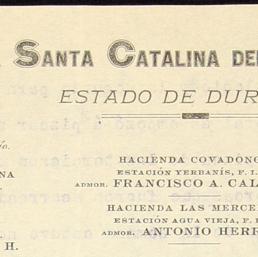 SANTA CATALINA DE
ESTADO DE DUR
HACIENDA COVADONG
ESTACIÓN YERBANÍS, F. I.
NA
ADMOR. FRANCISCO A. CAL
HACIENDA LAS MERCE
ESTACIÓN AGUA VIEJA, F.
ADMOR. ANTONIO HERR
H.